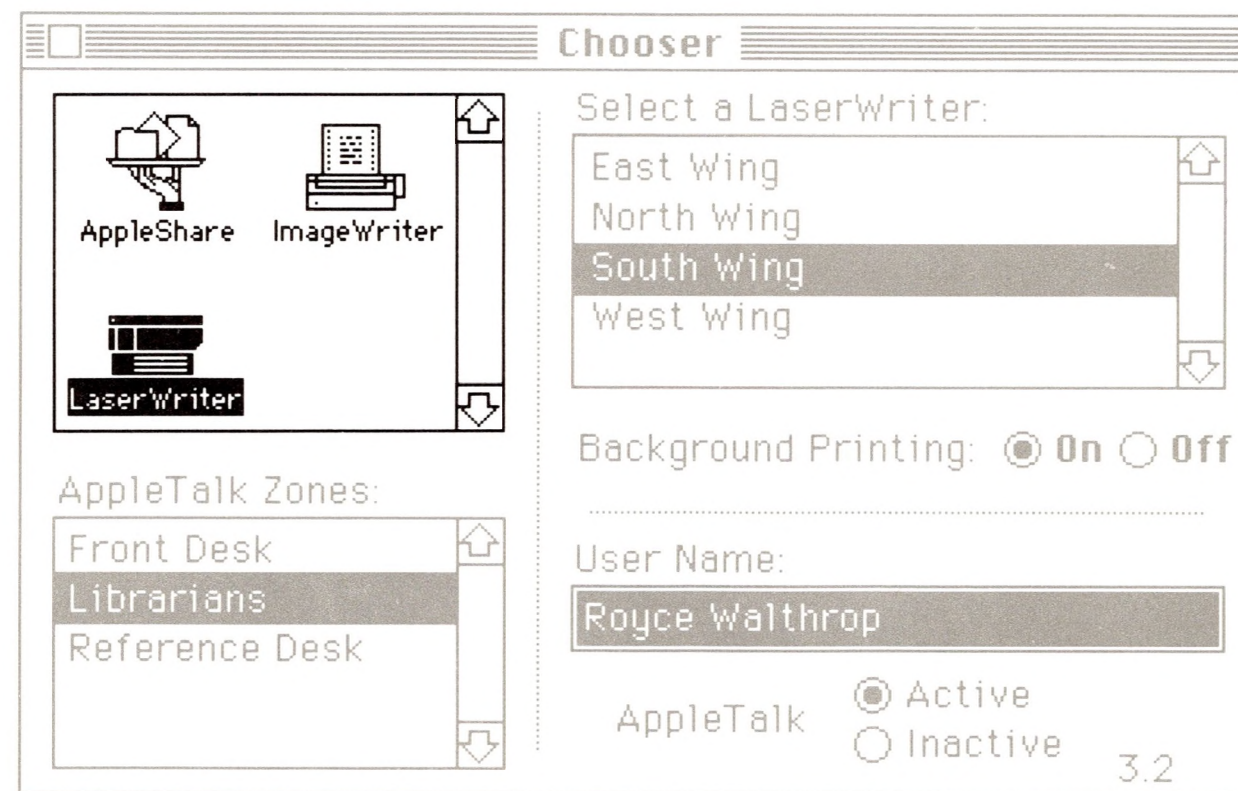 Chooser
AppleShare ImageWriter
LaserWriter
AppleTalk Zones:
Front Desk
Librarians
Reference Desk
Select a LaserWriter:
East Wing
North Wing
South Wing
West Wing
Background Printing: On Off
User Name:
Royce Walthrop
AppleTalk
Active
Inactive
3.2